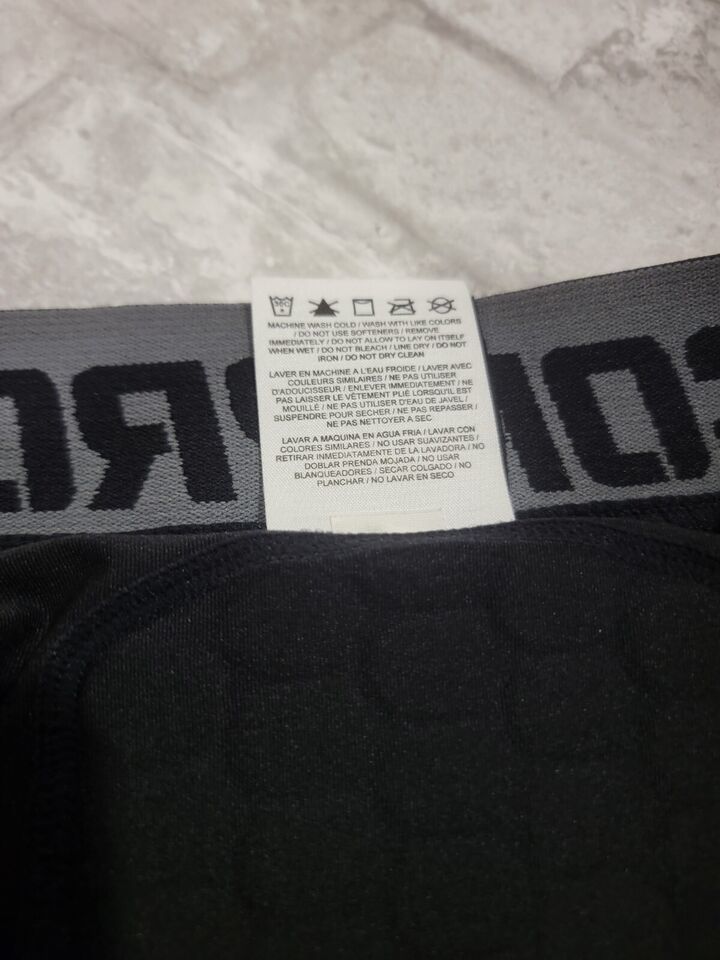 30C
MACHINE WASH COLD / WASH WITH LIKE COLORS
/ DO NOT USE SOFTENERS / REMOVE
IMMEDIATELY / DO NOT ALLOW TO LAY ON ITSELF
WHEN WET / DO NOT BLEACH / LINE DRY / DO NOT
IRON / DO NOT DRY CLEAN
LAVER EN MACHINE A L'EAU FROIDE / LAVER AVEC
COULEURS SIMILAIRES / NE PAS UTILISER
D'ADOUCISSEUR / ENLEVER IMMEDIATEMENT / NE
PAS LAISSER LE VÊTEMENT PLIÉ LORSQU'IL EST
MOUILLÉ / NE PAS UTILISER D'EAU DE JAVEL /
SUSPENDRE POUR SECHER / NE PAS REPASSER /
NE PAS NETTOYER A SEC
LAVAR A MAQUINA EN AGUA FRIA / LAVAR CON
COLORES SIMILARES / NO USAR SUAVIZANTES /
RETIRAR INMEDIATAMENTE DE LA LAVADORA / NO
DOBLAR PRENDA MOJADA / NO USAR
BLANQUEADORES / SECAR COLGADO / NO
PLANCHAR / NO LAVAR EN SECO